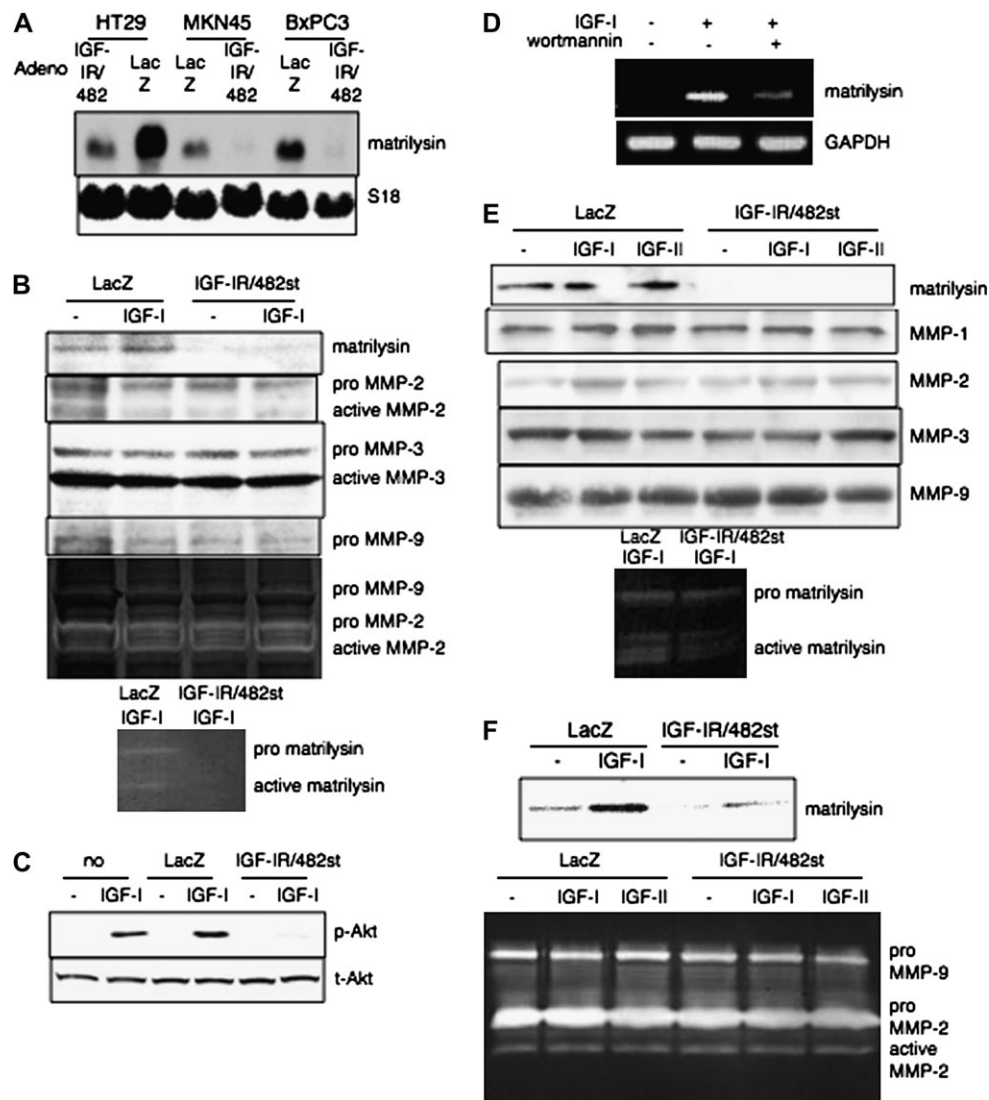 A
HT29 MKN45 BxPC3
Adeno IGF-IR/482 Lac Z Lac Z IGF-IR/482 Lac Z IGF-IR/482
matrilysin
S18
B
LacZ IGF-IR/482st
- IGF-I - IGF-I
matrilysin
pro MMP-2
active MMP-2
pro MMP-3
active MMP-3
pro MMP-9
pro MMP-9
pro MMP-2
active MMP-2
LacZ IGF-IR/482st
IGF-I IGF-I
pro matrilysin
active matrilysin
C
no LacZ IGF-IR/482st
- IGF-I - IGF-I - IGF-I
p-Akt
t-Akt
D
IGF-I - + +
wortmannin - - +
matrilysin
GAPDH
E
LacZ IGF-IR/482st
- IGF-I IGF-II - IGF-I IGF-II
matrilysin
MMP-1
MMP-2
MMP-3
MMP-9
LacZ IGF-IR/482st
IGF-I IGF-I
pro matrilysin
active matrilysin
F
LacZ IGF-IR/482st
- IGF-I - IGF-I
matrilysin
LacZ IGF-IR/482st
- IGF-I IGF-II - IGF-I IGF-II
pro
MMP-9
pro
MMP-2
active
MMP-2